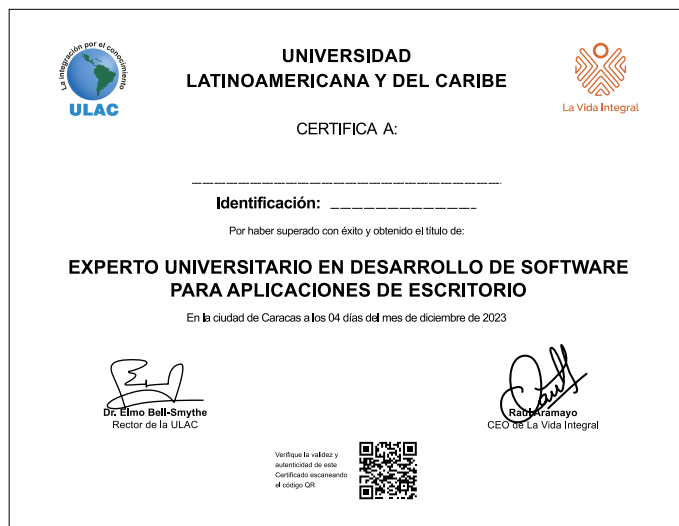 La integración por el conocimiento
ULAC
UNIVERSIDAD
LATINOAMERICANA Y DEL CARIBE
La Vida Integral
CERTIFICA A:
Identificación:
Por haber superado con éxito y obtenido el título de:
EXPERTO UNIVERSITARIO EN DESARROLLO DE SOFTWARE
PARA APLICACIONES DE ESCRITORIO
En la ciudad de Caracas a los 04 días del mes de diciembre de 2023
Dr. Elmo Bell-Smythe
Rector de la ULAC
Raúl Aramayo
CEO de La Vida Integral
Verifique la validez y
autenticidad de este
Certificado escaneando
el código QR